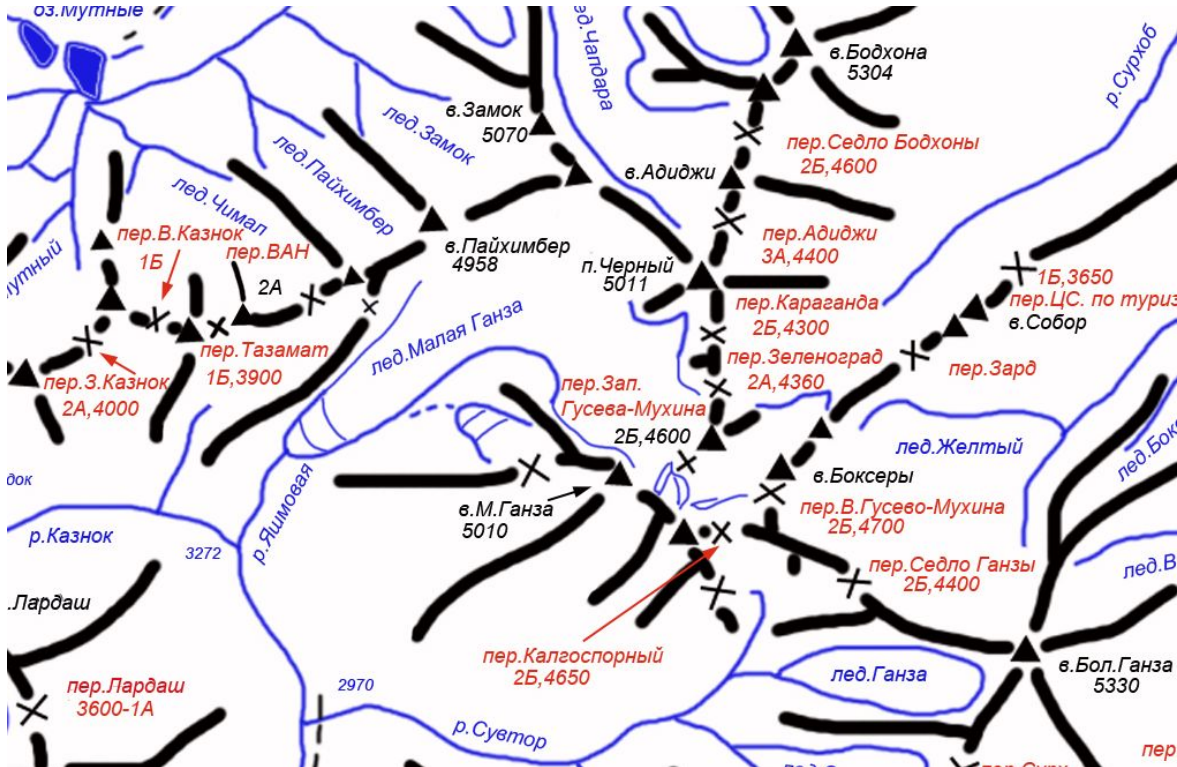 оз.Мутные
лед.Чапдара
в.Бодхона
5304
р.Сурхоб
в.Замок
5070
лед.Замок
пер.Седло Бодхоны
2Б,4600
лед.Пайхимбер
в.Адиджи
лед.Чимал
пер.В.Казнок
1Б
пер.ВАН
2А
в.Пайхимбер
4958
пер.Адиджи
3А,4400
п.Черный
5011
1Б,3650
пер.ЦС. по туриз
в.Собор
пер.Караганда
2Б,4300
лед.Малая Ганза
пер.Тазамат
1Б,3900
пер.Зеленоград
2А,4360
пер.Зард
пер.З.Казнок
2А,4000
пер.Зап.
Гусева-Мухина
2Б,4600
лед.Желтый
лед.Бокс
док
в.Боксеры
р.Яшмовая
в.М.Ганза
5010
пер.В.Гусево-Мухина
2Б,4700
р.Казнок
3272
пер.Седло Ганзы
2Б,4400
лед.В
.Лардаш
пер.Калгоспорный
2Б,4650
лед.Ганза
в.Бол.Ганза
5330
пер.Лардаш
3600-1А
2970
р.Сувтор
пер